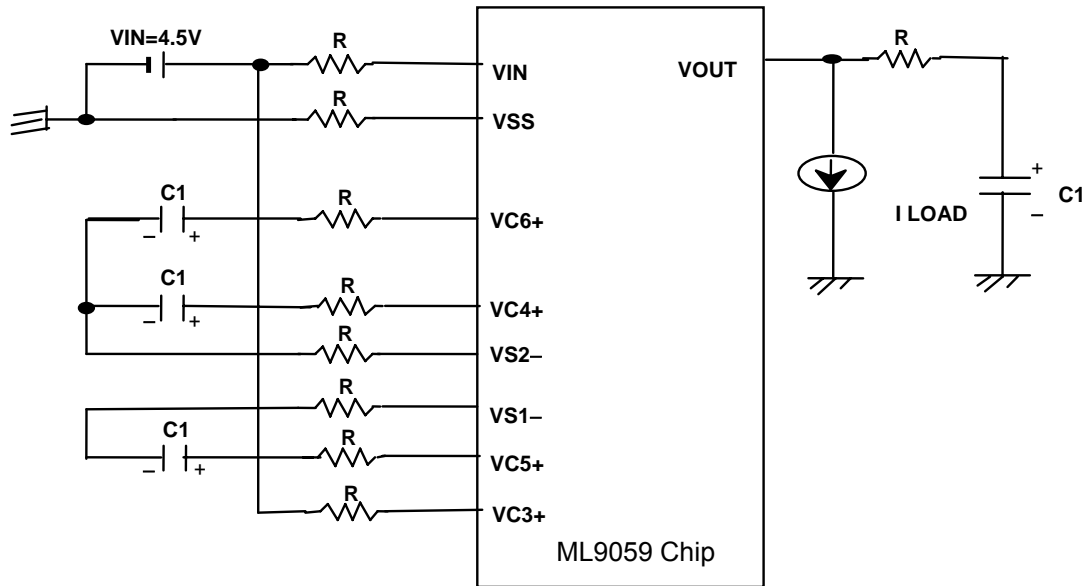 VIN=4.5V
R
VIN
R
VSS
C1
R
– +
VC6+
C1
R
– +
VC4+
R
VS2–
R
VS1–
C1
R
– +
VC5+
R
VC3+
VOUT
R
I LOAD
+
C1
–
ML9059 Chip